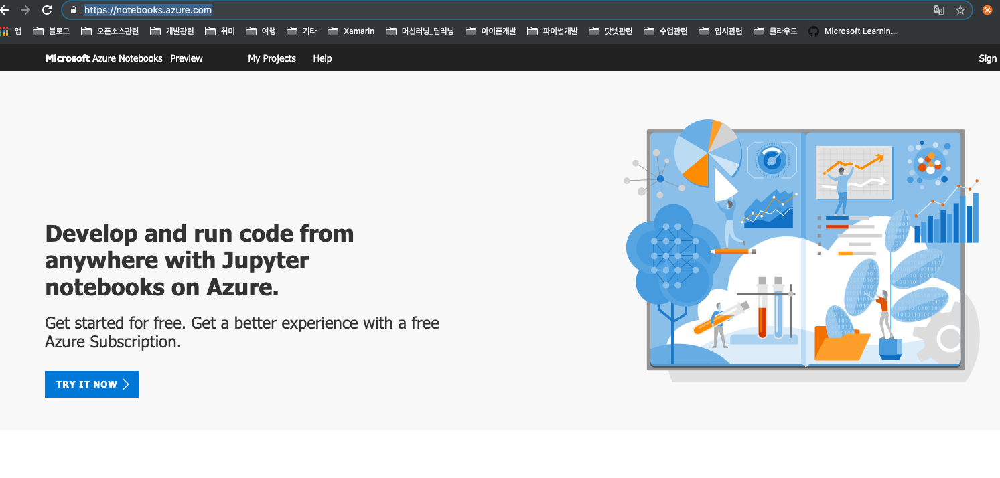 https://notebooks.azure.com
앱 블로그 오픈소스관련 개발관련 취미 여행 기타 Xamarin 머신러닝_딥러닝 아이폰개발 파이썬개발 닷넷관련 수업관련 입시관련 클라우드 Microsoft Learnin...
Microsoft Azure Notebooks Preview My Projects Help Sign
Develop and run code from
anywhere with Jupyter
notebooks on Azure.
Get started for free. Get a better experience with a free
Azure Subscription.
TRY IT NOW